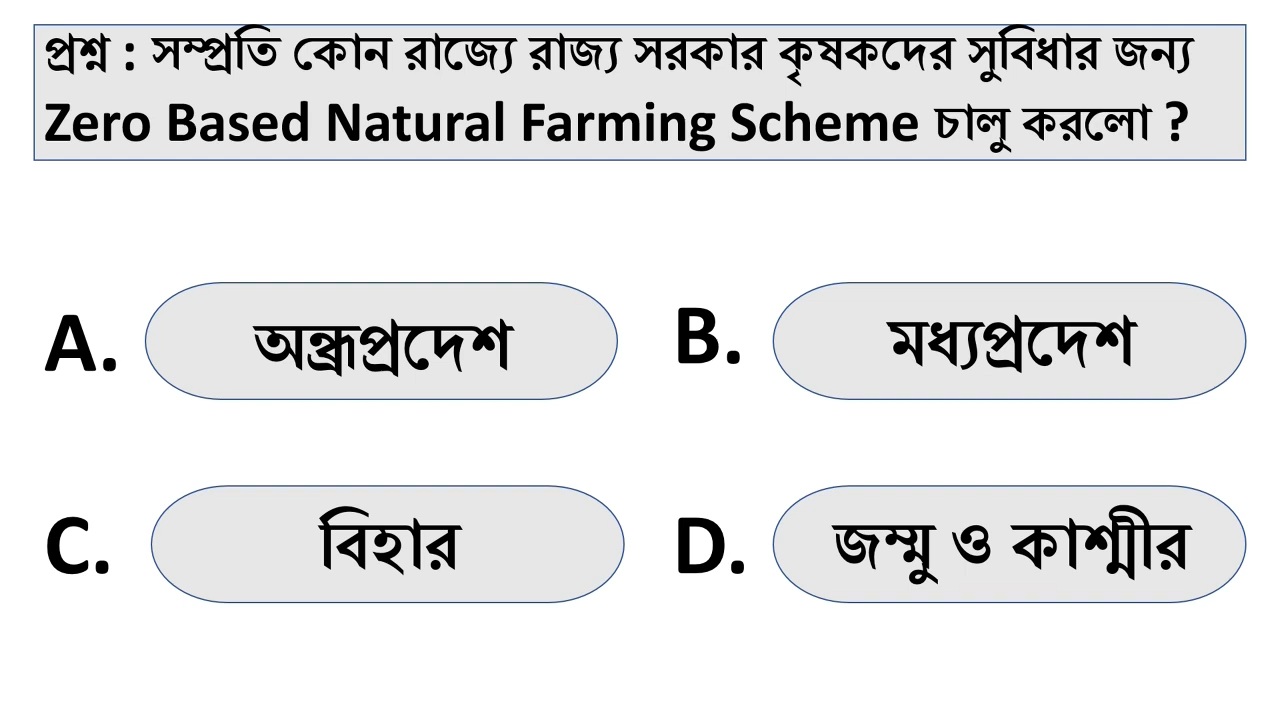 প্রশ্ন : সম্প্রতি কোন রাজ্যে রাজ্য সরকার কৃষকদের সুবিধার জন্য
Zero Based Natural Farming Scheme চালু করলো ?
A. অন্ধ্রপ্রদেশ
B. মধ্যপ্রদেশ
C. বিহার
D. জম্মু ও কাশ্মীর